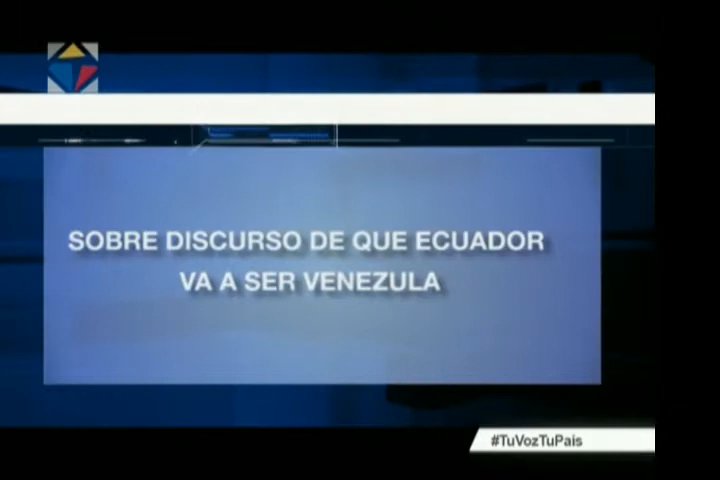 SOBRE DISCURSO DE QUE ECUADOR
VA A SER VENEZULA
#TuVozTuPais